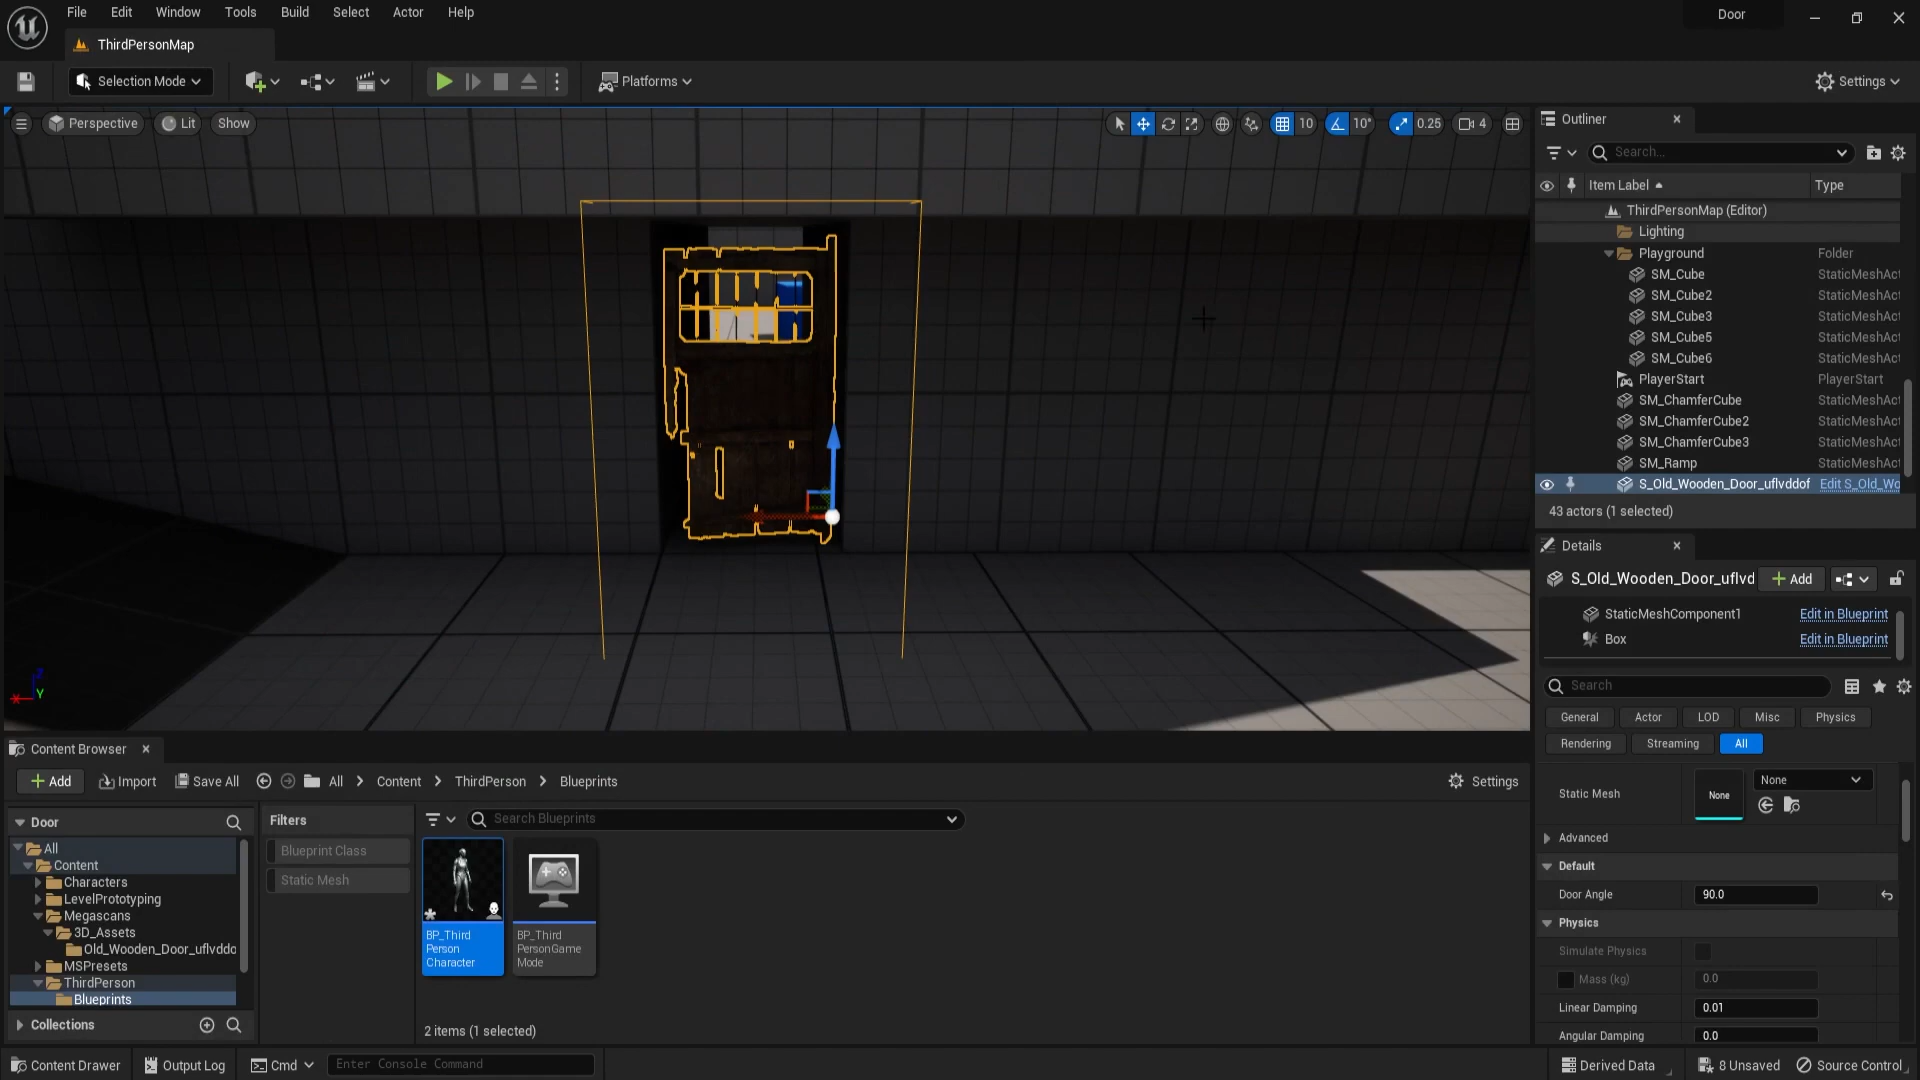 File Edit Window Tools Build Select Actor Help
Door
ThirdPersonMap
Selection Mode
Platforms
Settings
Perspective
Lit
Show
10
10°
0.25
4
Outliner
Search...
Item Label
Type
ThirdPersonMap (Editor)
Lighting
Playground Folder
SM_Cube StaticMeshAct
SM_Cube2 StaticMeshAct
SM_Cube3 StaticMeshAct
SM_Cube5 StaticMeshAct
SM_Cube6 StaticMeshAct
PlayerStart PlayerStart
SM_ChamferCube StaticMeshAct
SM_ChamferCube2 StaticMeshAct
SM_ChamferCube3 StaticMeshAct
SM_Ramp StaticMeshAct
S_Old_Wooden_Door_uflvddof Edit S_Old_Wo
43 actors (1 selected)
Details
S_Old_Wooden_Door_uflvd
Add
StaticMeshComponent1 Edit in Blueprint
Box Edit in Blueprint
Search
General Actor LOD Misc Physics
Rendering Streaming All
Static Mesh
None
None
Advanced
Default
Door Angle 90.0
Physics
Simulate Physics
Mass (kg) 0.0
Linear Damping 0.01
Angular Damping 0.0
Z
X
Y
Content Browser
Add Import Save All All Content ThirdPerson Blueprints
Settings
Door
All
Content
Characters
LevelPrototyping
Megascans
3D_Assets
Old_Wooden_Door_uflvddo
MSPresets
ThirdPerson
Blueprints
Collections
Filters
Blueprint Class
Static Mesh
Search Blueprints
BP_Third
Person
Character
BP_Third
PersonGame
Mode
2 items (1 selected)
Content Drawer
Output Log
Cmd
Enter Console Command
Derived Data
8 Unsaved
Source Control